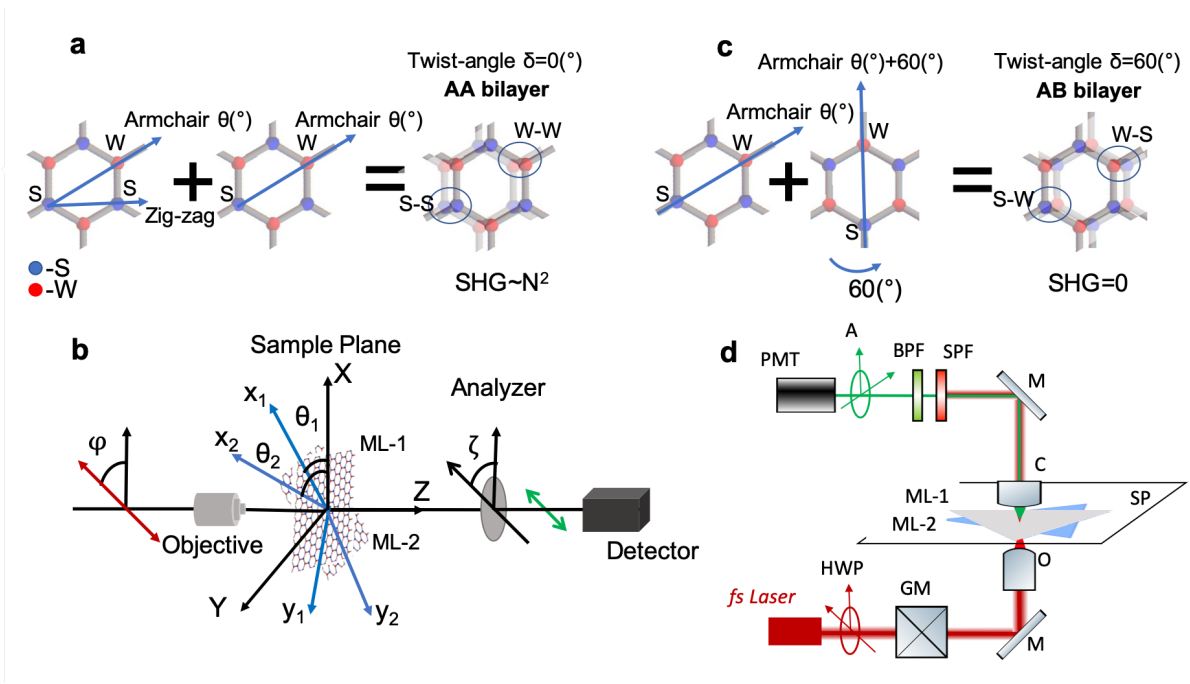 a
Armchair θ(°)
W
S
S
Zig-zag
Armchair θ(°)
W
S
Twist-angle δ=0(°)
AA bilayer
W-W
S-S
SHG~N²
-S
-W
c
Armchair θ(°)+60(°)
Armchair θ(°)
W
S
W
S
60(°)
Twist-angle δ=60(°)
AB bilayer
W-S
S-W
SHG=0
b
Sample Plane
φ
Objective
X
x₁
θ₁
x₂
θ₂
ML-1
Z
ML-2
Y
y₁
y₂
Analyzer
ζ
Detector
d
PMT
A
BPF
SPF
M
C
ML-1
ML-2
SP
O
HWP
GM
fs Laser
M